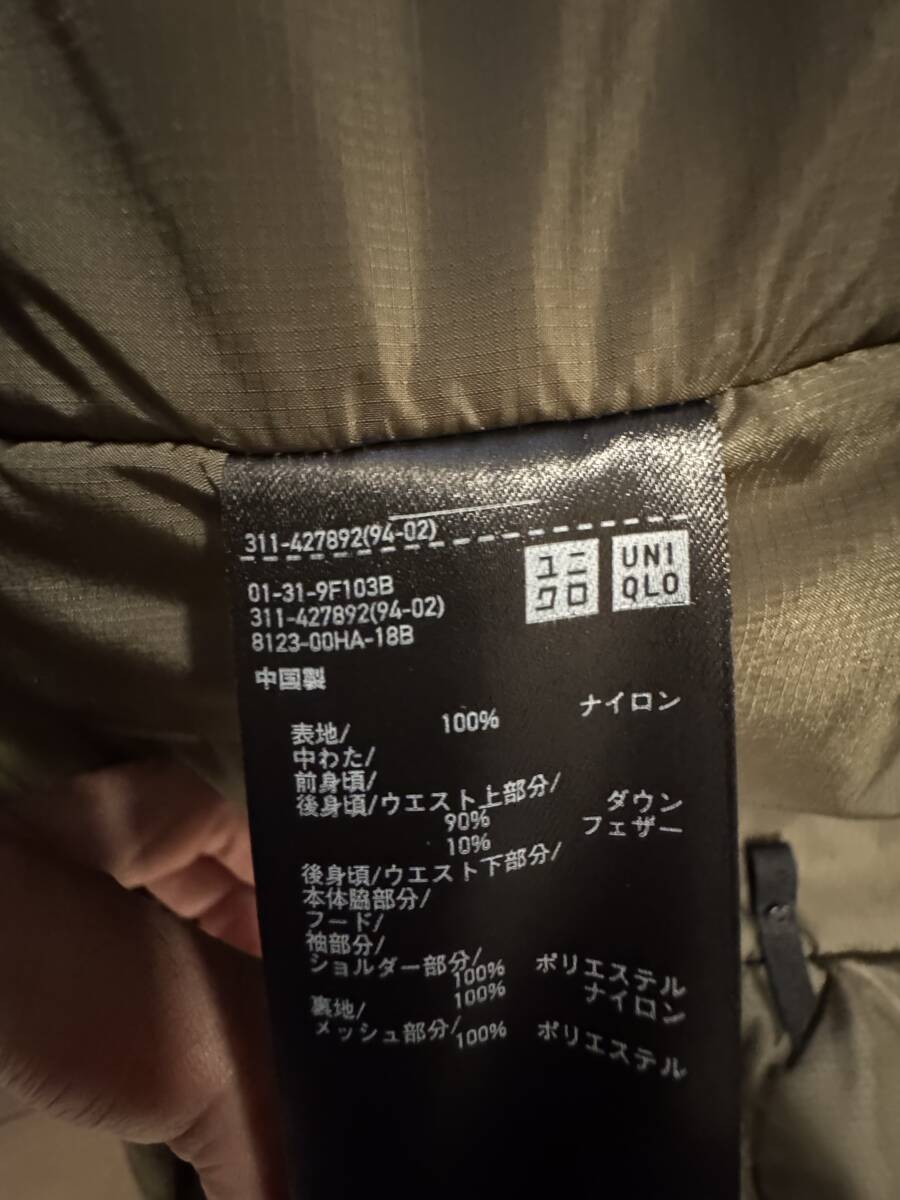 311-427892(94-02)
ユニクロ
UNIQLO
01-31-9F103B
311-427892(94-02)
8123-00HA-18B
中国製
表地/ 100% ナイロン
中わた/
前身頃/
後身頃/ウエスト上部分/
90% ダウン
10% フェザー
後身頃/ウエスト下部分/
本体脇部分/
フード/
袖部分/
ショルダー部分/ 100% ポリエステル
裏地/ 100% ナイロン
メッシュ部分/ 100% ポリエステル